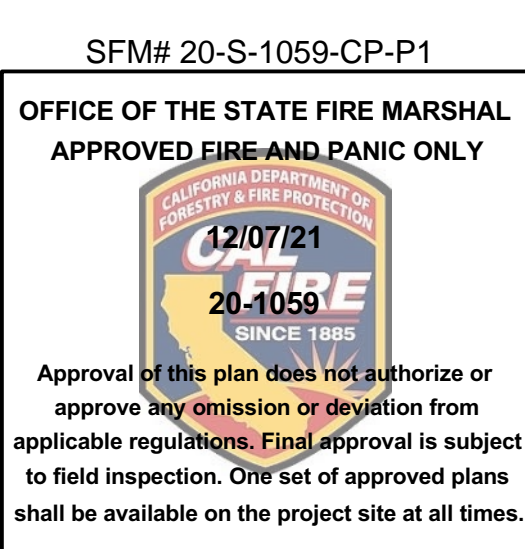 SFM# 20-S-1059-CP-P1
OFFICE OF THE STATE FIRE MARSHAL
APPROVED FIRE AND PANIC ONLY
CALIFORNIA DEPARTMENT OF
FORESTRY & FIRE PROTECTION
12/07/21
CAL
20-1059
FIRE
SINCE 1885
Approval of this plan does not authorize or
approve any omission or deviation from
applicable regulations. Final approval is subject
to field inspection. One set of approved plans
shall be available on the project site at all times.